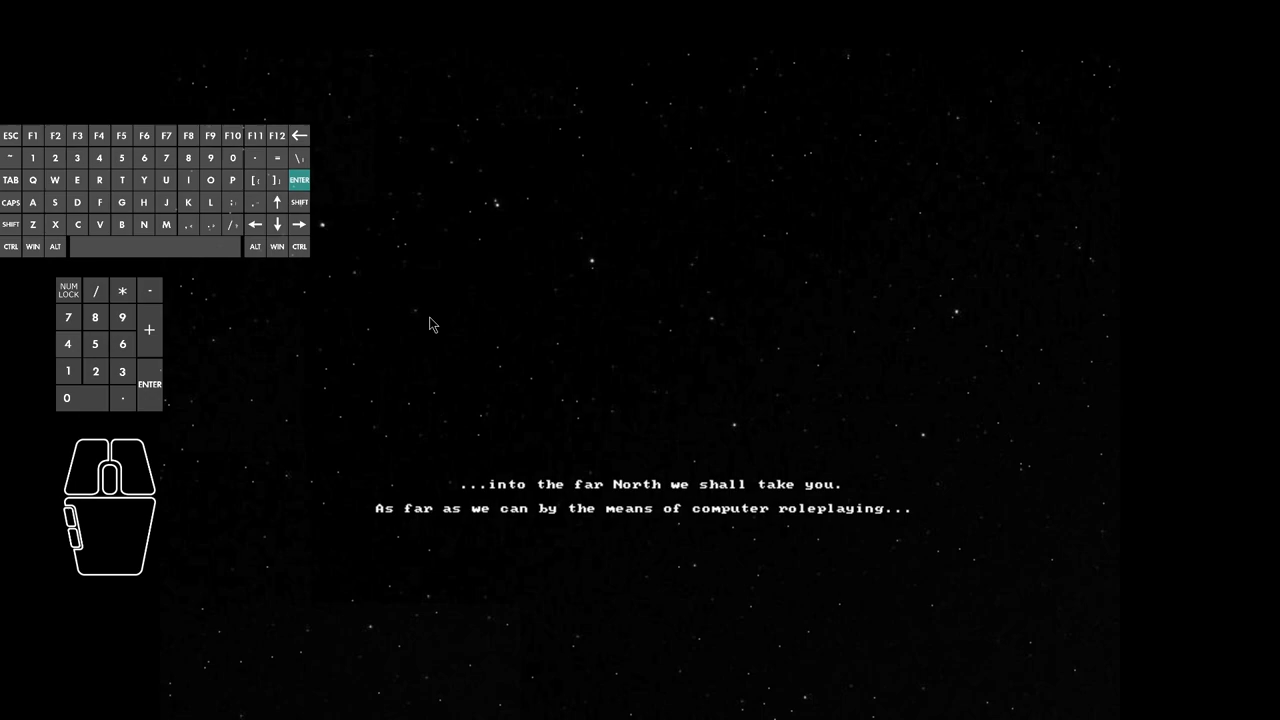 ESC F1 F2 F3 F4 F5 F6 F7 F8 F9 F10 F11 F12 ←
~ 1 2 3 4 5 6 7 8 9 0 - = \
TAB Q W E R T Y U I O P [ ] ENTER
CAPS A S D F G H J K L ; ↑ SHIFT
SHIFT Z X C V B N M , . / ← ↓ →
CTRL WIN ALT ALT WIN CTRL
NUM LOCK / * -
7 8 9 +
4 5 6
1 2 3 ENTER
0 .
...into the far North we shall take you.
As far as we can by the means of computer roleplaying...